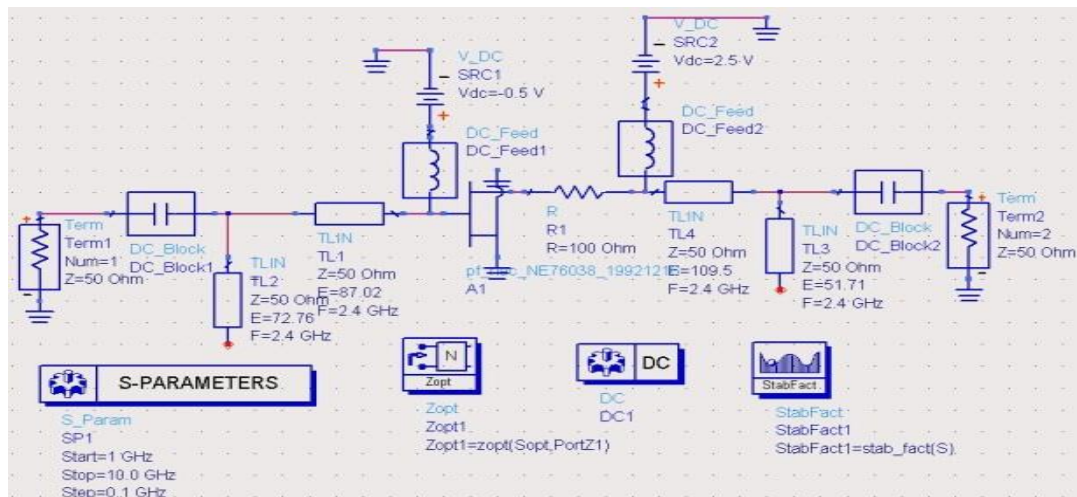 V_DC
SRC1
Vdc=-0.5 V
V_DC
SRC2
Vdc=2.5 V
DC_Feed
DC_Feed1
DC_Feed
DC_Feed2
Term
Term1
Num=1
Z=50 Ohm
DC_Block
DC_Block1
TLIN
TL2
Z=50 Ohm
E=72.76
F=2.4 GHz
TLIN
TL1
Z=50 Ohm
E=87.02
F=2.4 GHz
A1
R
R1
R=100 Ohm
TLIN
TL4
Z=50 Ohm
E=109.5
F=2.4 GHz
TLIN
TL3
Z=50 Ohm
E=51.71
F=2.4 GHz
DC_Block
DC_Block2
Term
Term2
Num=2
Z=50 Ohm
S-PARAMETERS
S_Param
SP1
Start=1 GHz
Stop=10.0 GHz
Step=0.1 GHz
N
Zopt
Zopt
Zopt1
Zopt1=zopt(Sopt,PortZ1)
DC
DC
DC1
StabFact
StabFact
StabFact1
StabFact1=stab_fact(S)